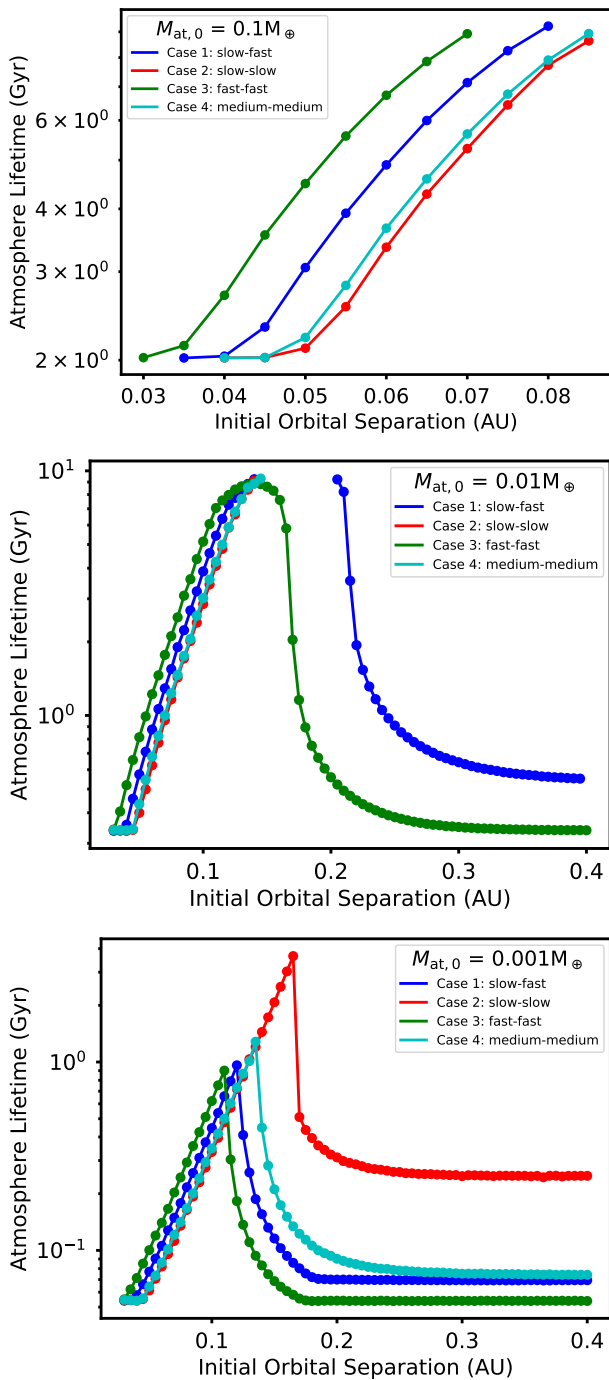 M_at,0 = 0.1M⊕
Case 1: slow-fast
Case 2: slow-slow
Case 3: fast-fast
Case 4: medium-medium
Atmosphere Lifetime (Gyr)
6 × 10⁰
4 × 10⁰
3 × 10⁰
2 × 10⁰
0.03 0.04 0.05 0.06 0.07 0.08
Initial Orbital Separation (AU)
M_at,0 = 0.01M⊕
Case 1: slow-fast
Case 2: slow-slow
Case 3: fast-fast
Case 4: medium-medium
Atmosphere Lifetime (Gyr)
10¹
10⁰
0.1 0.2 0.3 0.4
Initial Orbital Separation (AU)
M_at,0 = 0.001M⊕
Case 1: slow-fast
Case 2: slow-slow
Case 3: fast-fast
Case 4: medium-medium
Atmosphere Lifetime (Gyr)
10⁰
10⁻¹
0.1 0.2 0.3 0.4
Initial Orbital Separation (AU)